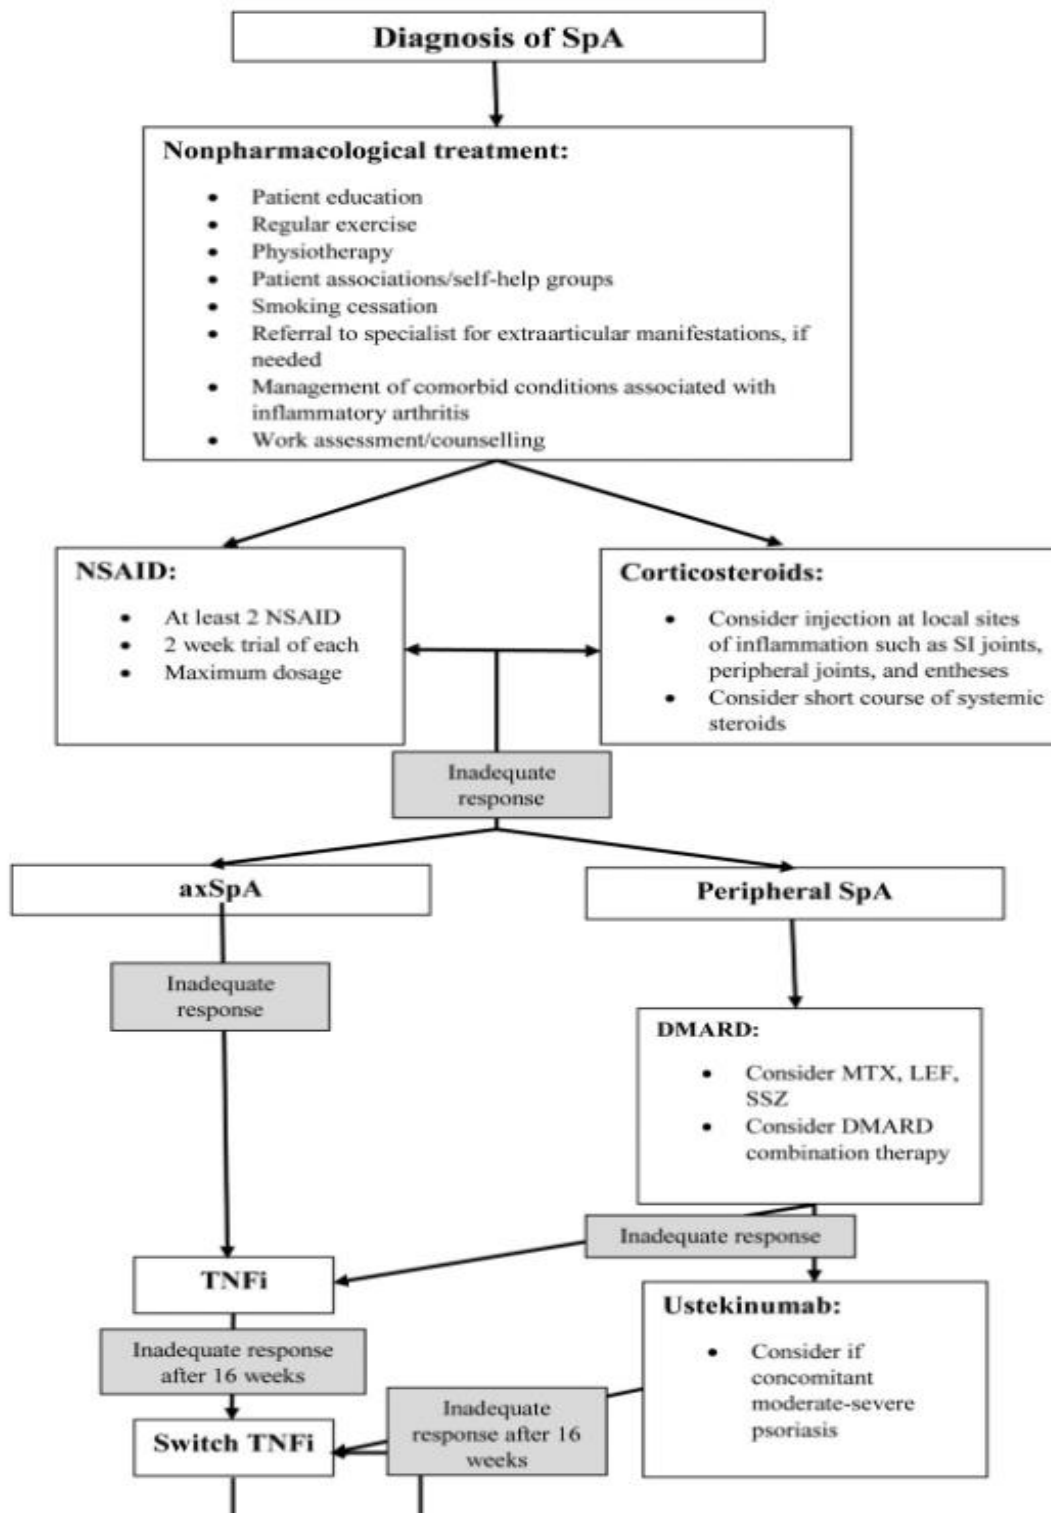 Diagnosis of SpA
Nonpharmacological treatment:
• Patient education
• Regular exercise
• Physiotherapy
• Patient associations/self-help groups
• Smoking cessation
• Referral to specialist for extraarticular manifestations, if
needed
• Management of comorbid conditions associated with
inflammatory arthritis
• Work assessment/counselling
NSAID:
• At least 2 NSAID
• 2 week trial of each
• Maximum dosage
Corticosteroids:
• Consider injection at local sites
of inflammation such as SI joints,
peripheral joints, and entheses
• Consider short course of systemic
steroids
Inadequate
response
axSpA
Peripheral SpA
Inadequate
response
DMARD:
• Consider MTX, LEF,
SSZ
• Consider DMARD
combination therapy
Inadequate response
TNFi
Ustekinumab:
• Consider if
concomitant
moderate-severe
psoriasis
Inadequate response
after 16 weeks
Inadequate
response after 16
weeks
Switch TNFi